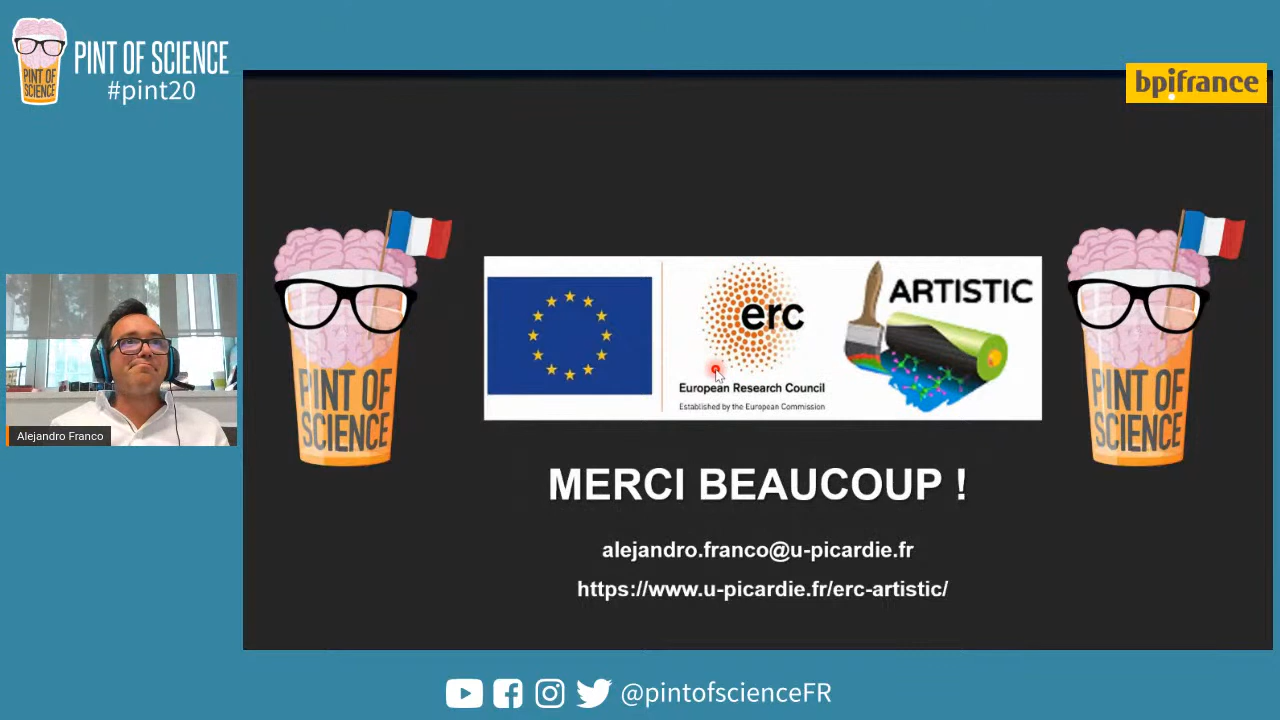 PINT OF SCIENCE
#pint20
PINT OF
SCIENCE
bpifrance
PINT OF
SCIENCE
erc
European Research Council
Established by the European Commission
ARTISTIC
PINT OF
SCIENCE
Alejandro Franco
MERCI BEAUCOUP !
alejandro.franco@u-picardie.fr
https://www.u-picardie.fr/erc-artistic/
@pintofscienceFR